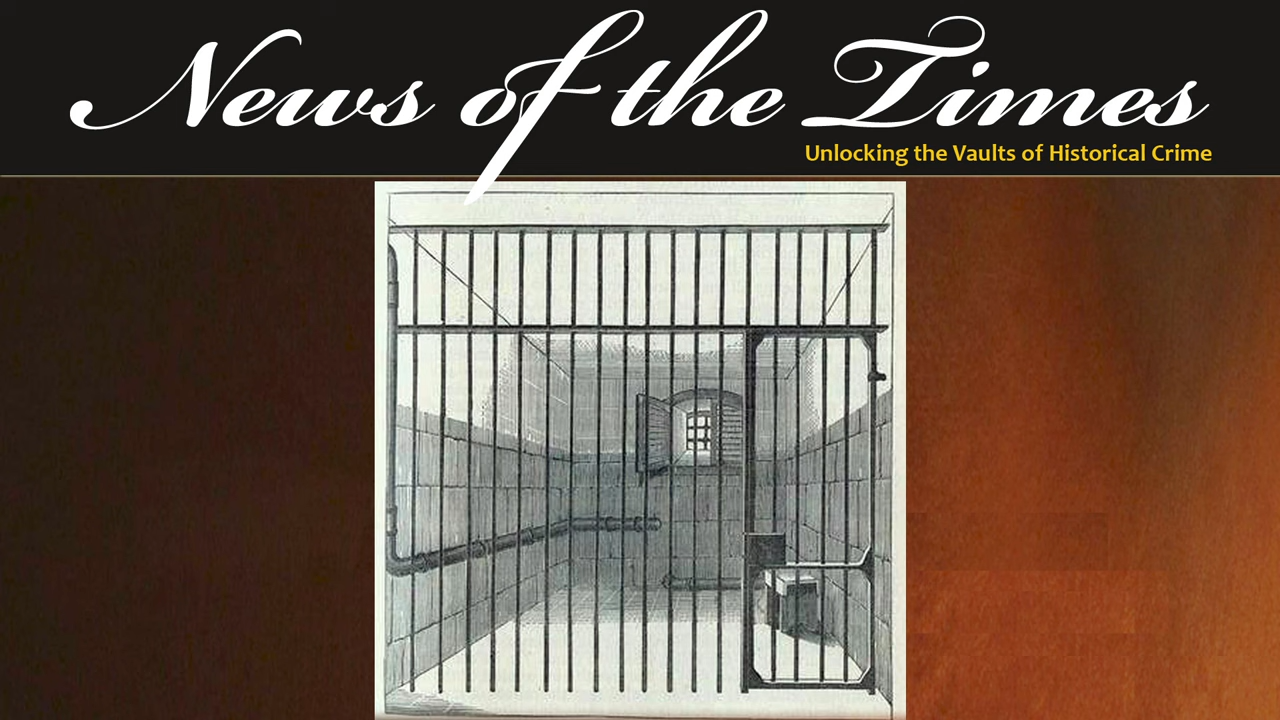 News of the Times
Unlocking the Vaults of Historical Crime